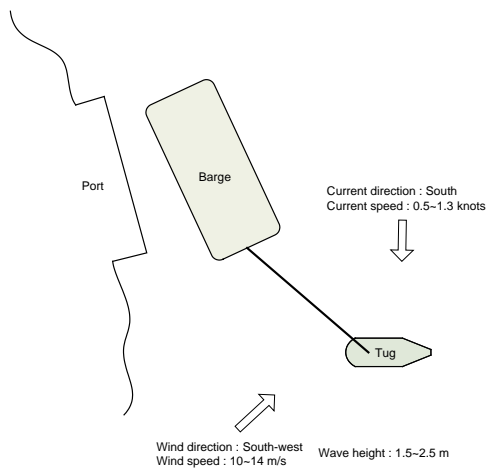 Port
Barge
Current direction : South
Current speed : 0.5~1.3 knots
Tug
Wind direction : South-west
Wind speed : 10~14 m/s
Wave height : 1.5~2.5 m